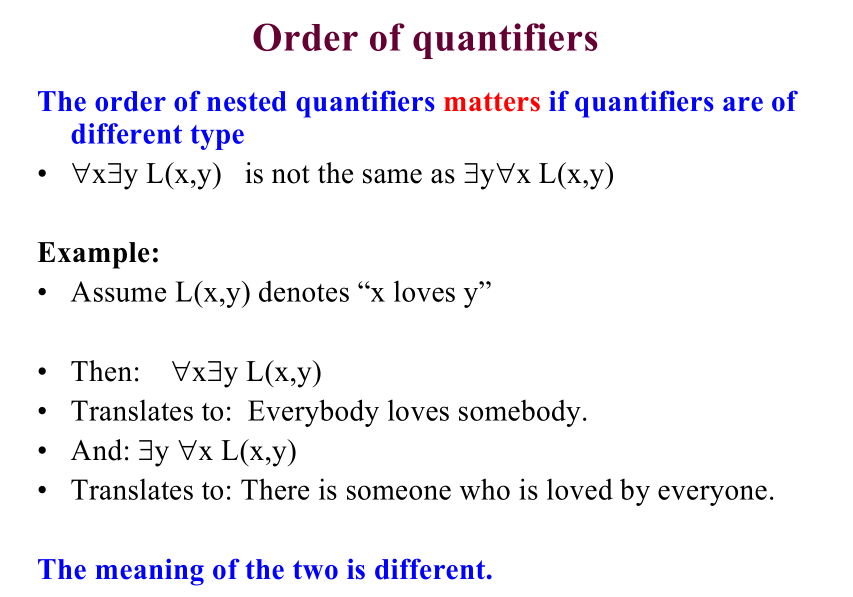 Order of quantifiers
The order of nested quantifiers matters if quantifiers are of
different type
• ∀x∃y L(x,y) is not the same as ∃y∀x L(x,y)
Example:
• Assume L(x,y) denotes “x loves y”
• Then: ∀x∃y L(x,y)
• Translates to: Everybody loves somebody.
• And: ∃y ∀x L(x,y)
• Translates to: There is someone who is loved by everyone.
The meaning of the two is different.